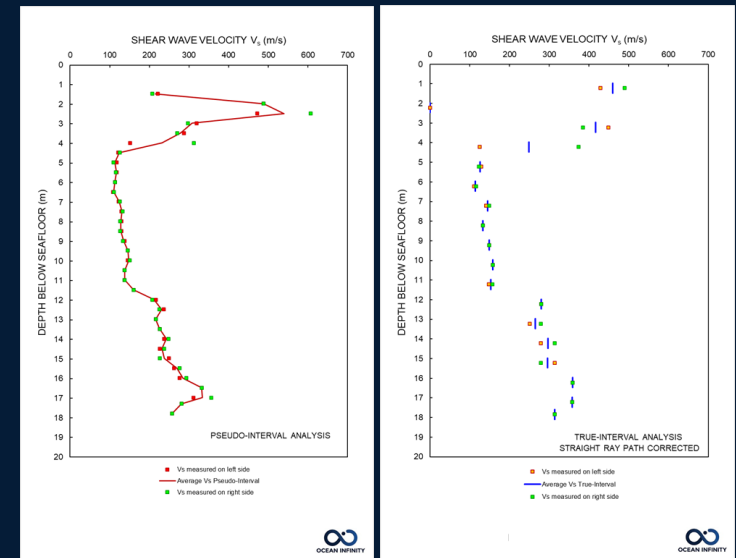 SHEAR WAVE VELOCITY Vs (m/s)
0 100 200 300 400 500 600 700
DEPTH BELOW SEAFLOOR (m)
0
1
2
3
4
5
6
7
8
9
10
11
12
13
14
15
16
17
18
19
20
PSEUDO-INTERVAL ANALYSIS
Vs measured on left side
Average Vs Pseudo-Interval
Vs measured on right side
OCEAN INFINITY
SHEAR WAVE VELOCITY Vs (m/s)
0 100 200 300 400 500 600 700
DEPTH BELOW SEAFLOOR (m)
0
1
2
3
4
5
6
7
8
9
10
11
12
13
14
15
16
17
18
19
20
TRUE-INTERVAL ANALYSIS
STRAIGHT RAY PATH CORRECTED
Vs measured on left side
Average Vs True-Interval
Vs measured on right side
OCEAN INFINITY